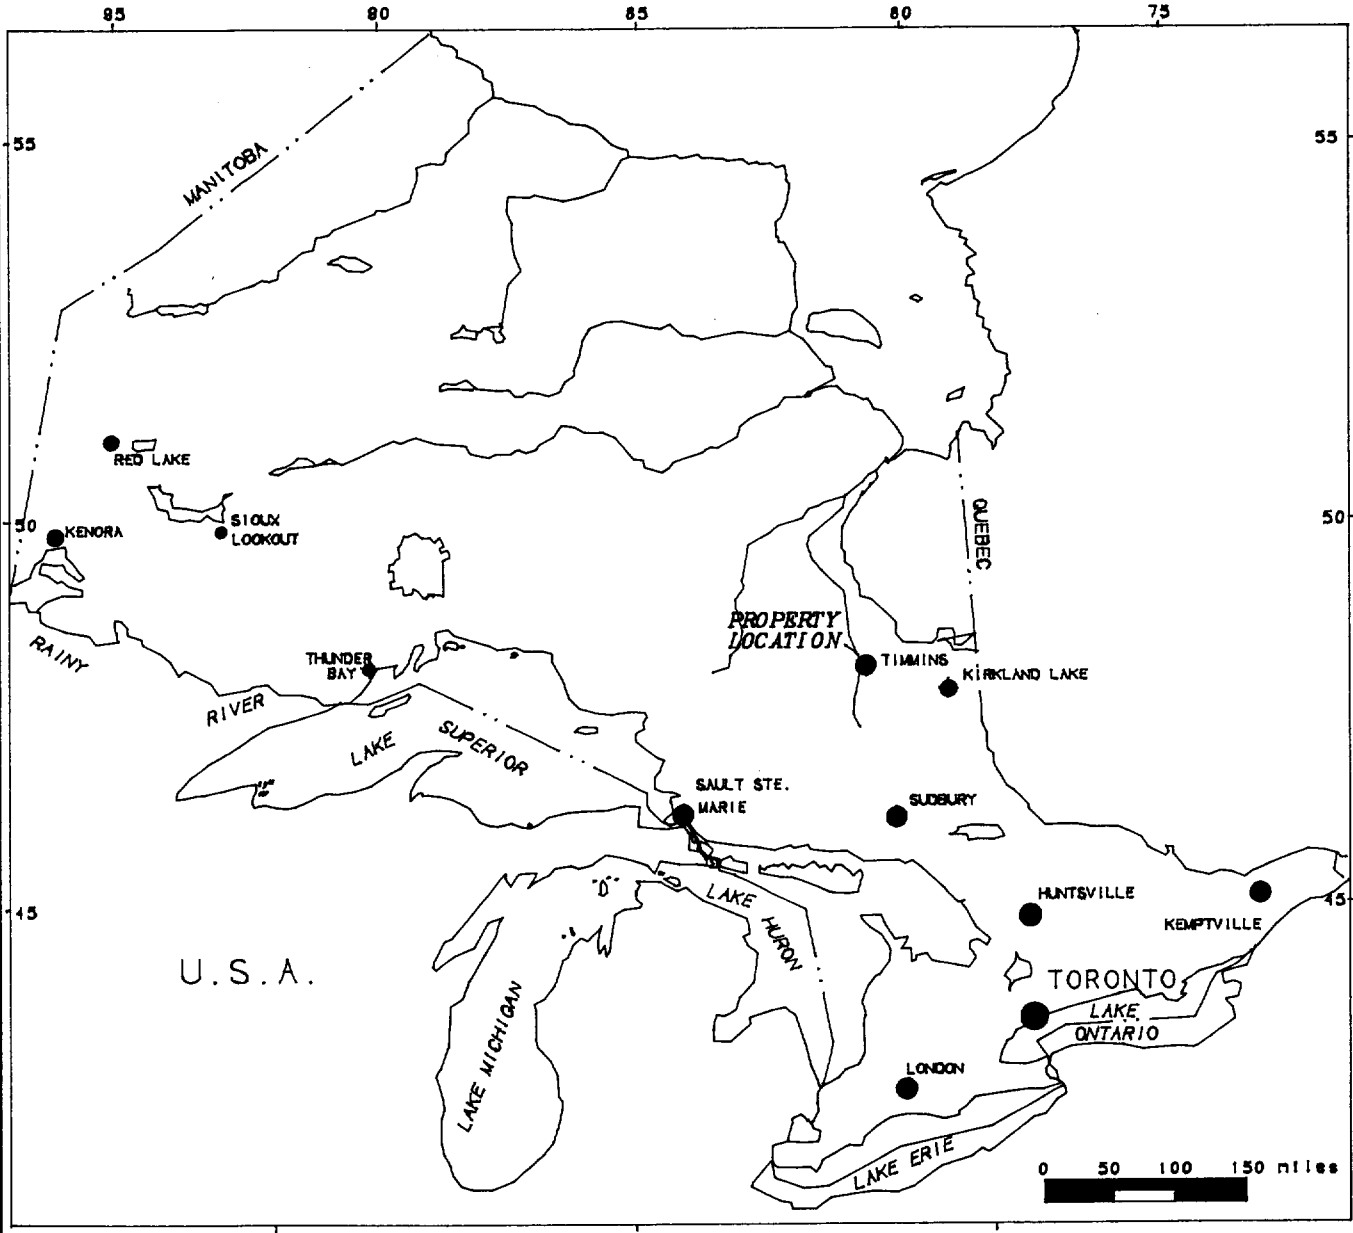 95 80 85 80 75
55 55
MANITOBA
RED LAKE
50 50
KENORA
SIOUX
LOOKOUT
QUEBEC
PROPERTY
LOCATION
RAINY
THUNDER
BAY
TIMMINS
KIRKLAND LAKE
RIVER
LAKE SUPERIOR
SAULT STE.
MARIE
SUDBURY
LAKE HURON
HUNTSVILLE
45 45
KEMPTVILLE
U.S.A.
TORONTO
LAKE
ONTARIO
LAKE MICHIGAN
LONDON
LAKE ERIE
0 50 100 150 miles